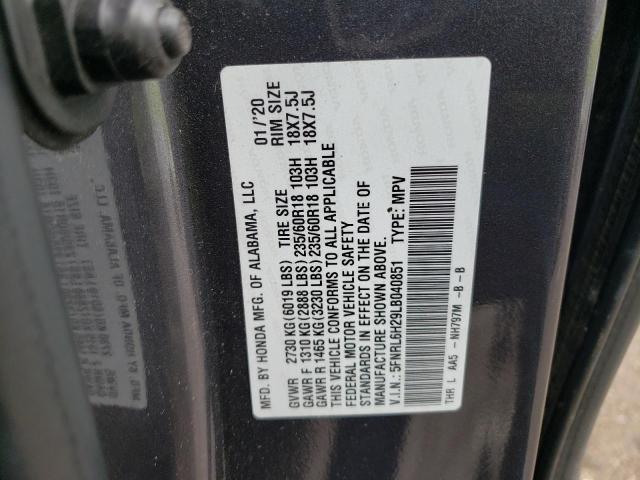 MFD. BY HONDA MFG. OF ALABAMA, LLC 01/'20
GVWR 2730 KG (6019 LBS) TIRE SIZE RIM SIZE
GAWR F 1310 KG (2888 LBS) 235/60R18 103H 18X7.5J
GAWR R 1465 KG (3230 LBS) 235/60R18 103H 18X7.5J
THIS VEHICLE CONFORMS TO ALL APPLICABLE
FEDERAL MOTOR VEHICLE SAFETY
STANDARDS IN EFFECT ON THE DATE OF
MANUFACTURE SHOWN ABOVE.
V.I.N.: 5FNRL6H29LB040851 TYPE: MPV
THR L AA5 -NH797M -B -B